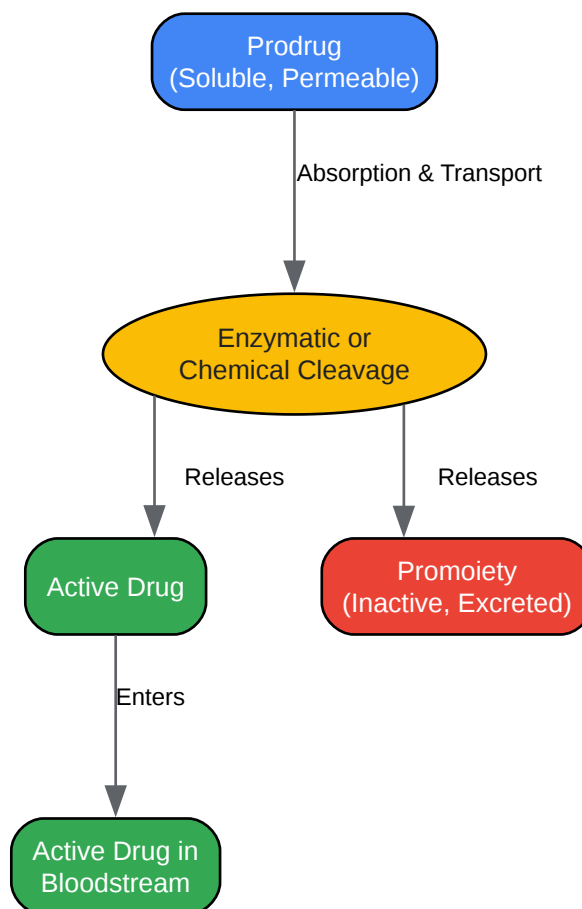 Prodrug
(Soluble, Permeable)
Absorption & Transport
Enzymatic or
Chemical Cleavage
Releases
Releases
Active Drug
Promoiety
(Inactive, Excreted)
Enters
Active Drug in
Bloodstream